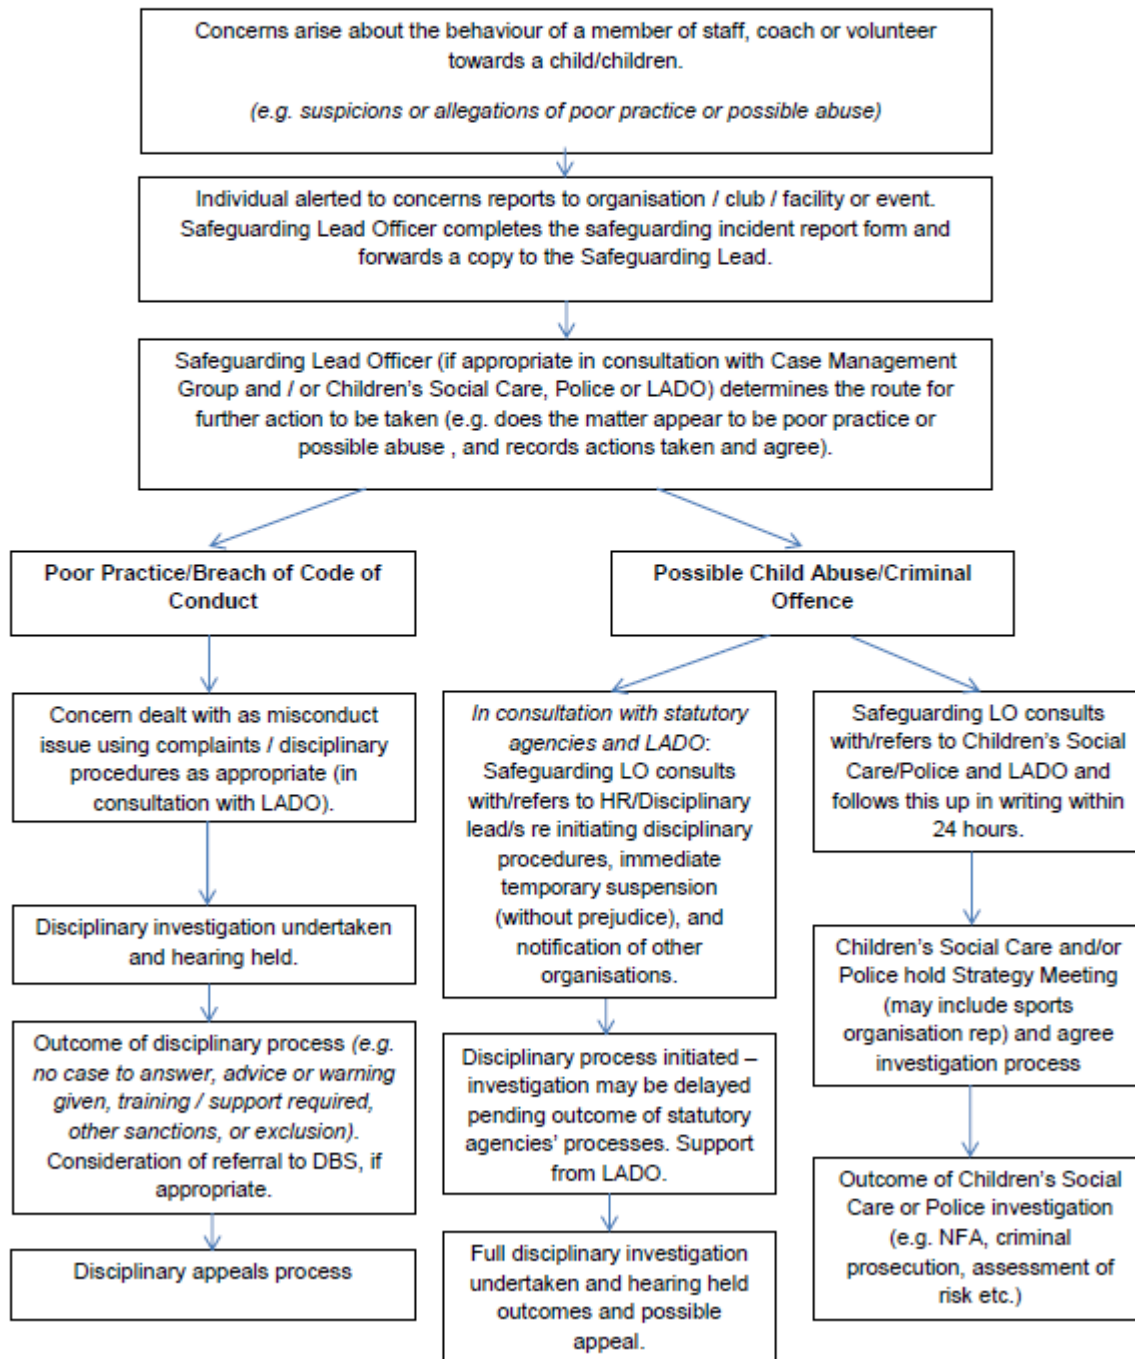 Concerns arise about the behaviour of a member of staff, coach or volunteer
towards a child/children.
(e.g. suspicions or allegations of poor practice or possible abuse)
Individual alerted to concerns reports to organisation / club / facility or event.
Safeguarding Lead Officer completes the safeguarding incident report form and
forwards a copy to the Safeguarding Lead.
Safeguarding Lead Officer (if appropriate in consultation with Case Management
Group and / or Children's Social Care, Police or LADO) determines the route for
further action to be taken (e.g. does the matter appear to be poor practice or
possible abuse , and records actions taken and agree).
Poor Practice/Breach of Code of
Conduct
Concern dealt with as misconduct
issue using complaints / disciplinary
procedures as appropriate (in
consultation with LADO).
Disciplinary investigation undertaken
and hearing held.
Outcome of disciplinary process (e.g.
no case to answer, advice or warning
given, training / support required,
other sanctions, or exclusion).
Consideration of referral to DBS, if
appropriate.
Disciplinary appeals process
Possible Child Abuse/Criminal
Offence
In consultation with statutory
agencies and LADO:
Safeguarding LO consults
with/refers to HR/Disciplinary
lead/s re initiating disciplinary
procedures, immediate
temporary suspension
(without prejudice), and
notification of other
organisations.
Disciplinary process initiated –
investigation may be delayed
pending outcome of statutory
agencies' processes. Support
from LADO.
Full disciplinary investigation
undertaken and hearing held
outcomes and possible
appeal.
Safeguarding LO consults
with/refers to Children's Social
Care/Police and LADO and
follows this up in writing within
24 hours.
Children's Social Care and/or
Police hold Strategy Meeting
(may include sports
organisation rep) and agree
investigation process
Outcome of Children's Social
Care or Police investigation
(e.g. NFA, criminal
prosecution, assessment of
risk etc.)